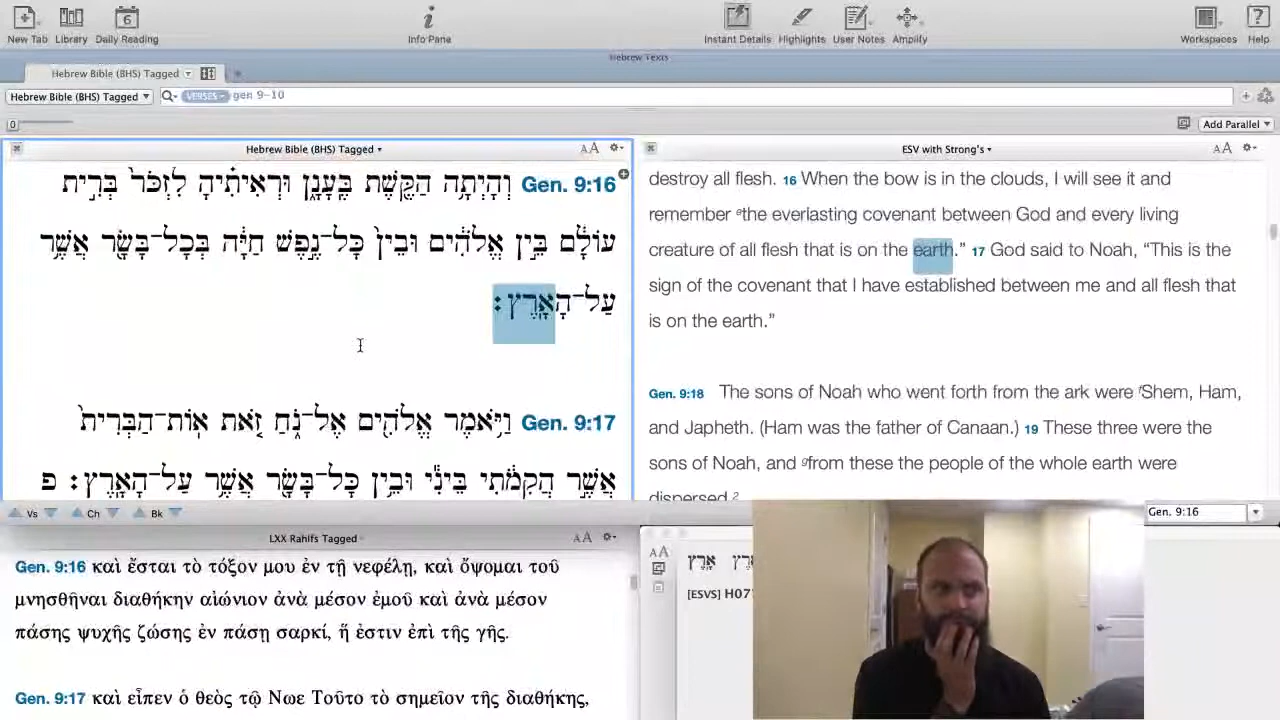 New Tab
Library
Daily Reading
6
Info Pane
Instant Details
Highlights
User Notes
Amplify
Workspaces
Help
Hebrew Texts
Hebrew Bible (BHS) Tagged
Hebrew Bible (BHS) Tagged
VERSES
gen 9-10
0
Add Parallel
Hebrew Bible (BHS) Tagged
Gen. 9:16 וְהָיְתָ֥ה הַקֶּ֖שֶׁת בֶּֽעָנָ֑ן וּרְאִיתִ֗יהָ לִזְכֹּר֙ בְּרִ֣ית
עוֹלָ֔ם בֵּ֣ין אֱלֹהִ֔ים וּבֵין֙ כָּל־נֶ֣פֶשׁ חַיָּ֔ה בְּכָל־בָּשָׂ֖ר אֲשֶׁ֥ר
עַל־הָאָֽרֶץ׃
Gen. 9:17 וַיֹּ֥אמֶר אֱלֹהִ֖ים אֶל־נֹ֑חַ זֹ֤את אֽוֹת־הַבְּרִית֙
אֲשֶׁ֣ר הֲקִמֹ֔תִי בֵּינִ֕י וּבֵ֥ין כָּל־בָּשָׂ֖ר אֲשֶׁ֥ר עַל־הָאָֽרֶץ׃ פ
ESV with Strong's
destroy all flesh. 16 When the bow is in the clouds, I will see it and
remember ᵉthe everlasting covenant between God and every living
creature of all flesh that is on the earth.” 17 God said to Noah, “This is the
sign of the covenant that I have established between me and all flesh that
is on the earth.”
Gen. 9:18 The sons of Noah who went forth from the ark were ᶠShem, Ham,
and Japheth. (Ham was the father of Canaan.) 19 These three were the
sons of Noah, and ᵍfrom these the people of the whole earth were
dispersed.²
Vs
Ch
Bk
Gen. 9:16
LXX Rahlfs Tagged
Gen. 9:16 καὶ ἔσται τὸ τόξον μου ἐν τῇ νεφέλῃ, καὶ ὄψομαι τοῦ
μνησθῆναι διαθήκην αἰώνιον ἀνὰ μέσον ἐμοῦ καὶ ἀνὰ μέσον
πάσης ψυχῆς ζώσης ἐν πάσῃ σαρκί, ἥ ἐστιν ἐπὶ τῆς γῆς.
Gen. 9:17 καὶ εἶπεν ὁ θεὸς τῷ Νωε Τοῦτο τὸ σημεῖον τῆς διαθήκης,
אָֽרֶץ
[ESVS] H07